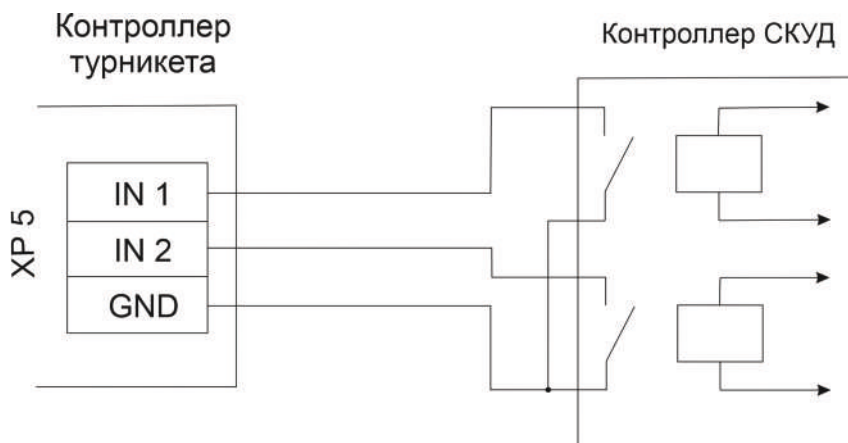 Контроллер
турникета
Контроллер СКУД
XP 5
IN 1
IN 2
GND